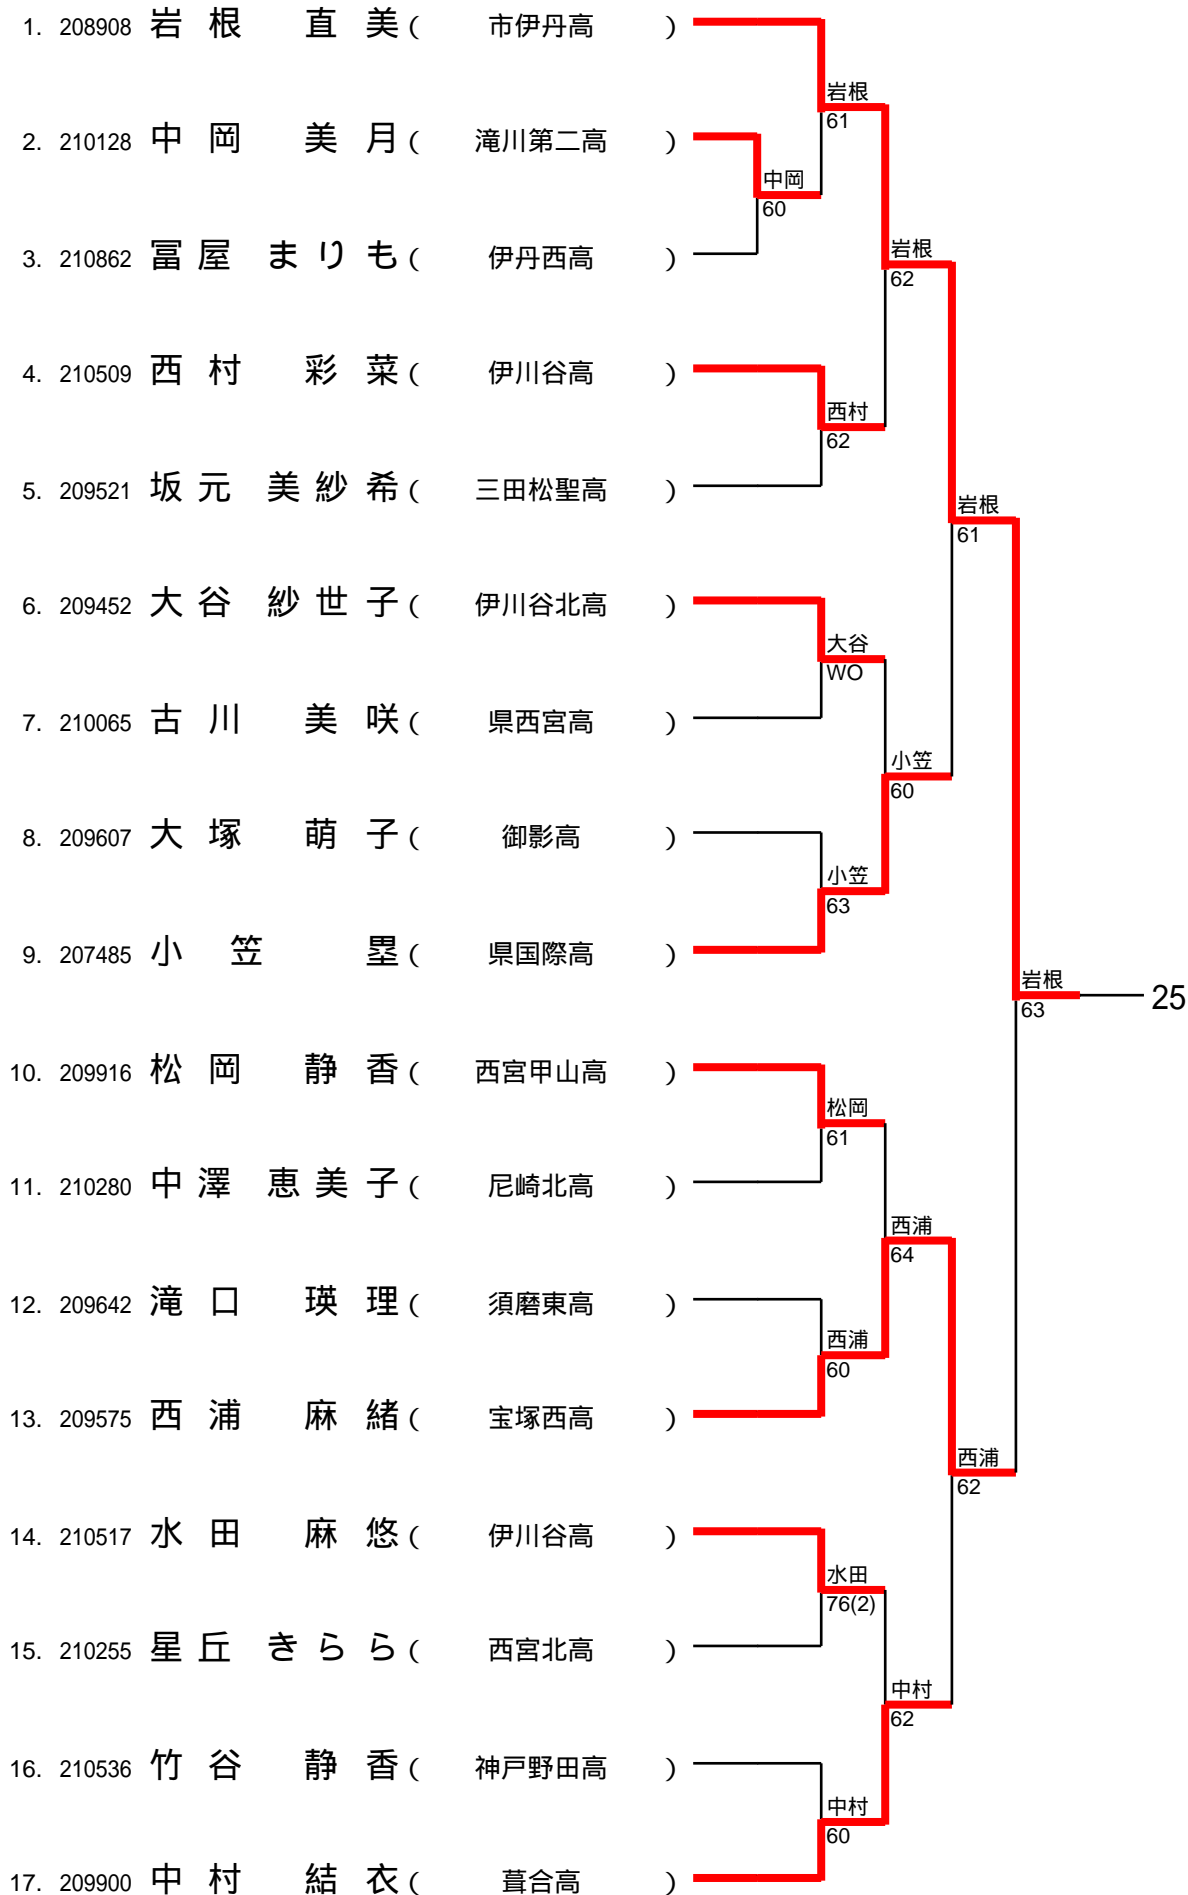 1. 208908 岩根 直美 ( 市伊丹高 )
岩根
61
2. 210128 中岡 美月 ( 滝川第二高 )
中岡
60
3. 210862 冨屋 まりも ( 伊丹西高 )
岩根
62
4. 210509 西村 彩菜 ( 伊川谷高 )
西村
62
5. 209521 坂元 美紗希 ( 三田松聖高 )
岩根
61
6. 209452 大谷 紗世子 ( 伊川谷北高 )
大谷
WO
7. 210065 古川 美咲 ( 県西宮高 )
小笠
60
8. 209607 大塚 萌子 ( 御影高 )
小笠
63
9. 207485 小笠 塁 ( 県国際高 )
岩根
63
25
10. 209916 松岡 静香 ( 西宮甲山高 )
松岡
61
11. 210280 中澤 恵美子 ( 尼崎北高 )
西浦
64
12. 209642 滝口 瑛理 ( 須磨東高 )
西浦
60
13. 209575 西浦 麻緒 ( 宝塚西高 )
西浦
62
14. 210517 水田 麻悠 ( 伊川谷高 )
水田
76(2)
15. 210255 星丘 きらら ( 西宮北高 )
中村
62
16. 210536 竹谷 静香 ( 神戸野田高 )
中村
60
17. 209900 中村 結衣 ( 葺合高 )